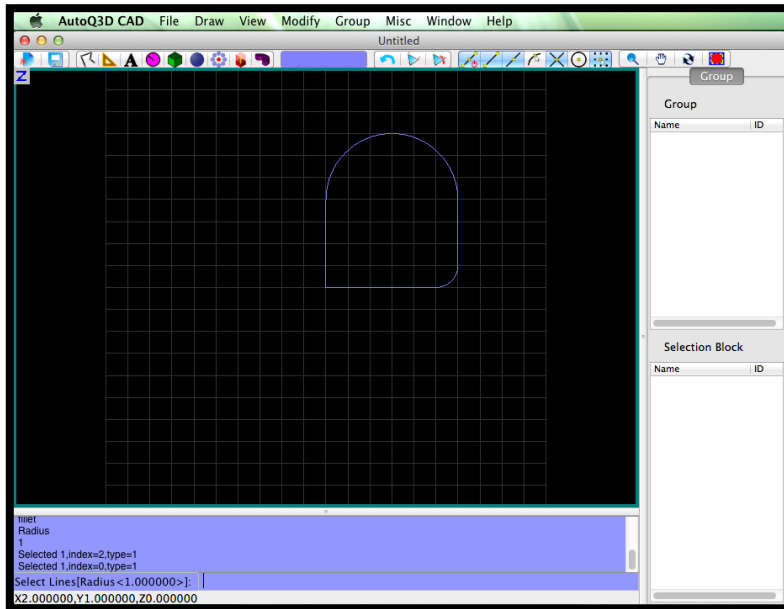 AutoQ3D CAD File Draw View Modify Group Misc Window Help
Untitled
A
Z
Group
Group
Name ID
Selection Block
Name ID
fillet
Radius
1
Selected 1,index=2,type=1
Selected 1,index=0,type=1
Select Lines[Radius<1.000000>]:
X2.000000,Y1.000000,Z0.000000